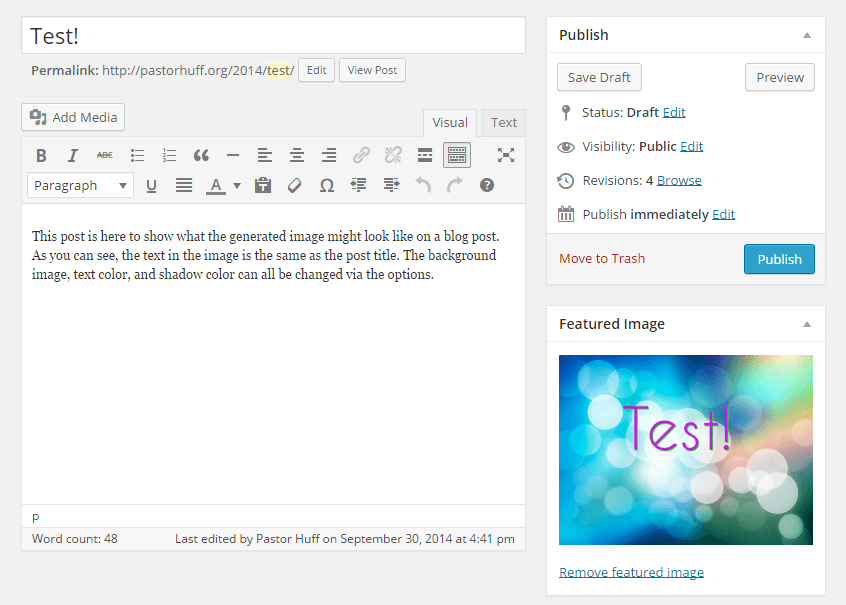 Test!
Permalink: http://pastorhuff.org/2014/test/ Edit View Post
Add Media
Visual Text
B I ABC
Paragraph U A Ω ?
This post is here to show what the generated image might look like on a blog post.
As you can see, the text in the image is the same as the post title. The background
image, text color, and shadow color can all be changed via the options.
p
Word count: 48 Last edited by Pastor Huff on September 30, 2014 at 4:41 pm
Publish
Save Draft Preview
Status: Draft Edit
Visibility: Public Edit
Revisions: 4 Browse
Publish immediately Edit
Move to Trash Publish
Featured Image
Test!
Remove featured image